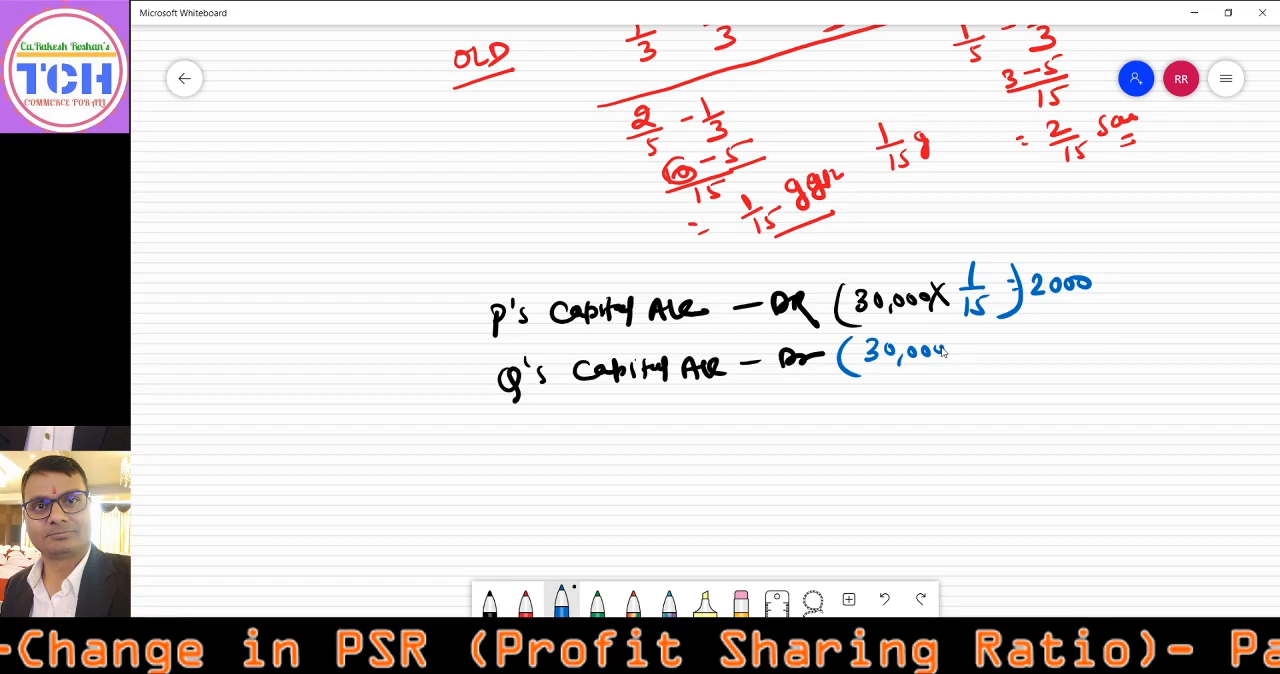 Microsoft Whiteboard
Ca.Rakesh Roshan's
TCH
COMMERCE FOR ALL
RR
OLD
1/3 3
1/5 - 1/3
3-5/15
= 2/15 Sac
2/5 - 1/3
6-5/15
= 1/15 gain
1/15 g
P's Capital A/c - DR (30,000 X 1/15 =) 2000
Q's Capital A/c - Dr (30,000
-Change in PSR (Profit Sharing Ratio)- Pa